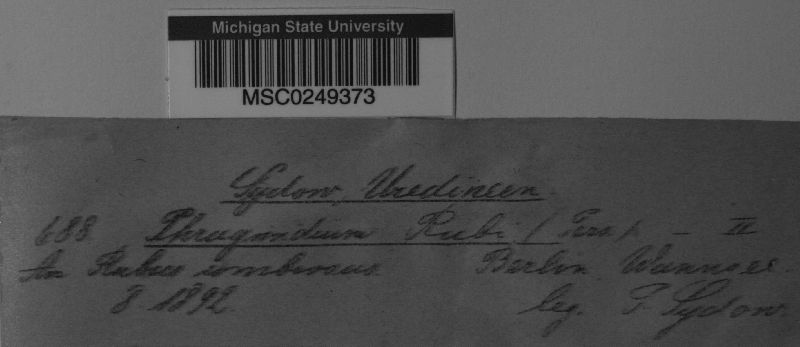 Michigan State University
MSC0249373
Sydow, Uredineen.
688 Phragmidium Rubi (Pers.). — II
An Rubus
Berlin, Wannsee.
8 1892
leg. P. Sydow.